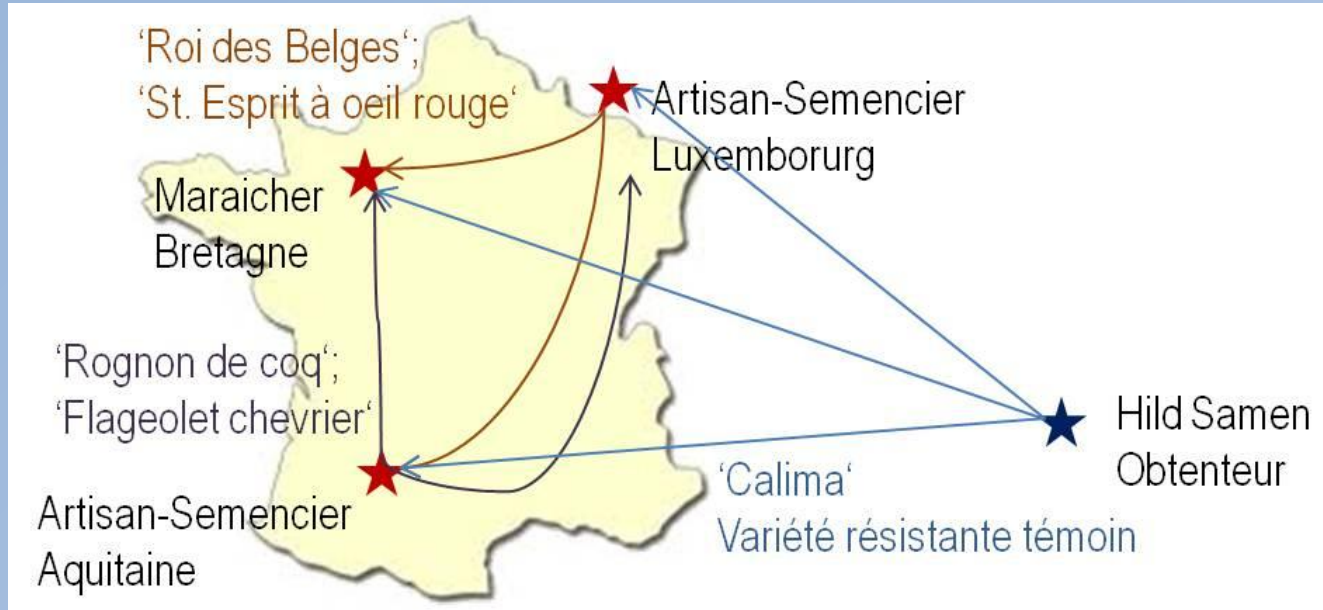 ‘Roi des Belges‘;
‘St. Esprit à oeil rouge‘
Artisan-Semencier
Luxemborurg
Maraicher
Bretagne
‘Rognon de coq‘;
‘Flageolet chevrier‘
Hild Samen
Obtenteur
‘Calima‘
Variété résistante témoin
Artisan-Semencier
Aquitaine